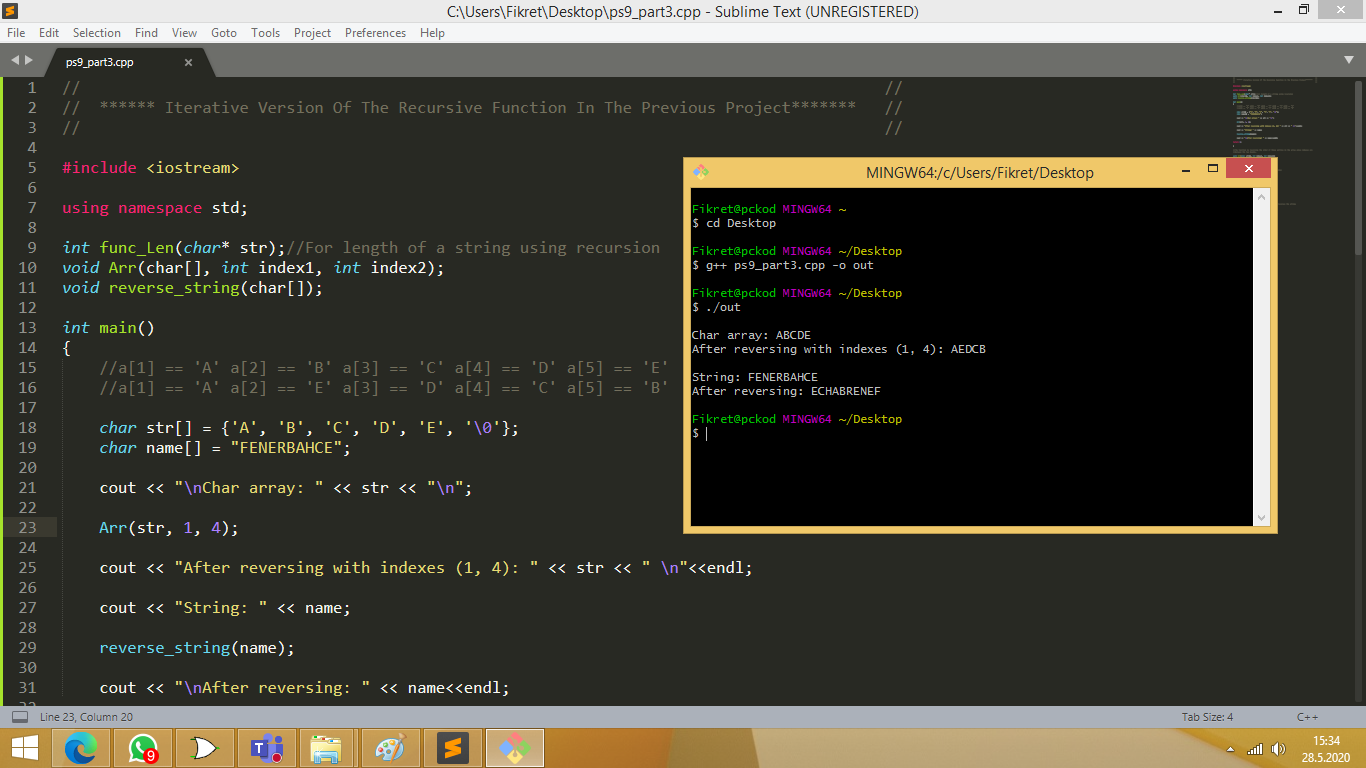 C:\Users\Fikret\Desktop\ps9_part3.cpp - Sublime Text (UNREGISTERED)
File Edit Selection Find View Goto Tools Project Preferences Help
ps9_part3.cpp
1 // //
2 // ****** Iterative Version Of The Recursive Function In The Previous Project******* //
3 // //
4
5 #include <iostream>
6
7 using namespace std;
8
9 int func_Len(char* str);//For length of a string using recursion
10 void Arr(char[], int index1, int index2);
11 void reverse_string(char[]);
12
13 int main()
14 {
15 //a[1] == 'A' a[2] == 'B' a[3] == 'C' a[4] == 'D' a[5] == 'E'
16 //a[1] == 'A' a[2] == 'E' a[3] == 'D' a[4] == 'C' a[5] == 'B'
17
18 char str[] = {'A', 'B', 'C', 'D', 'E', '\0'};
19 char name[] = "FENERBAHCE";
20
21 cout << "\nChar array: " << str << "\n";
22
23 Arr(str, 1, 4);
24
25 cout << "After reversing with indexes (1, 4): " << str << " \n"<<endl;
26
27 cout << "String: " << name;
28
29 reverse_string(name);
30
31 cout << "\nAfter reversing: " << name<<endl;
MINGW64:/c/Users/Fikret/Desktop
Fikret@pckod MINGW64 ~
$ cd Desktop
Fikret@pckod MINGW64 ~/Desktop
$ g++ ps9_part3.cpp -o out
Fikret@pckod MINGW64 ~/Desktop
$ ./out
Char array: ABCDE
After reversing with indexes (1, 4): AEDCB
String: FENERBAHCE
After reversing: ECHABRENEF
Fikret@pckod MINGW64 ~/Desktop
$
Line 23, Column 20 Tab Size: 4 C++
9
15:34
28.5.2020